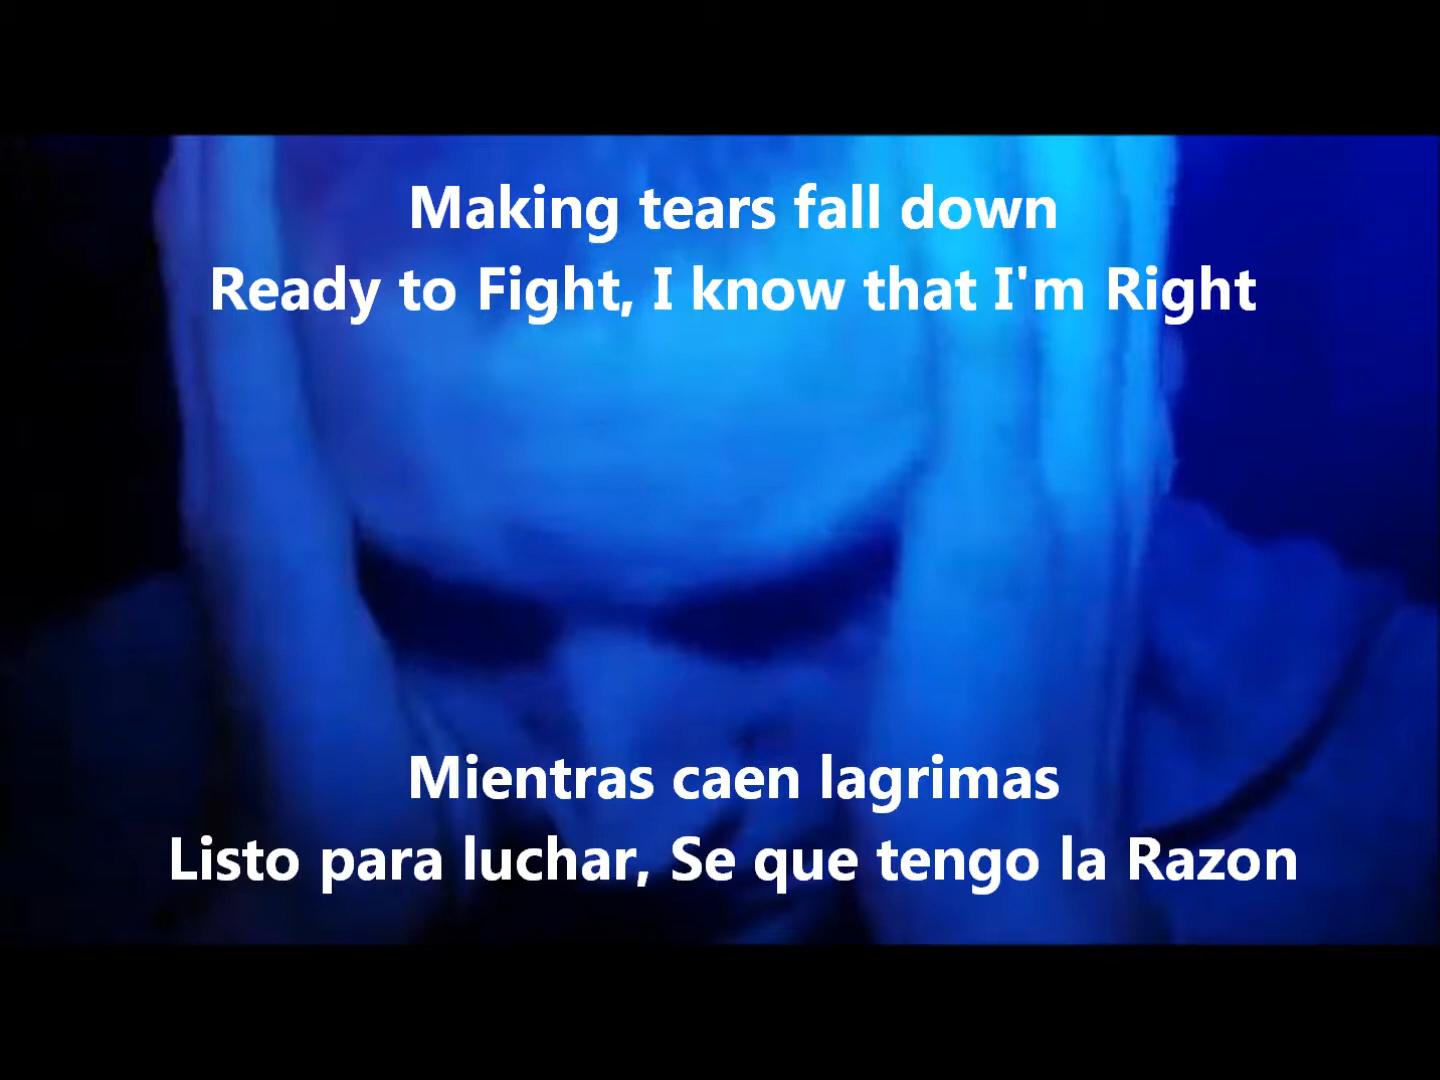 Making tears fall down
Ready to Fight, I know that I'm Right
Mientras caen lagrimas
Listo para luchar, Se que tengo la Razon